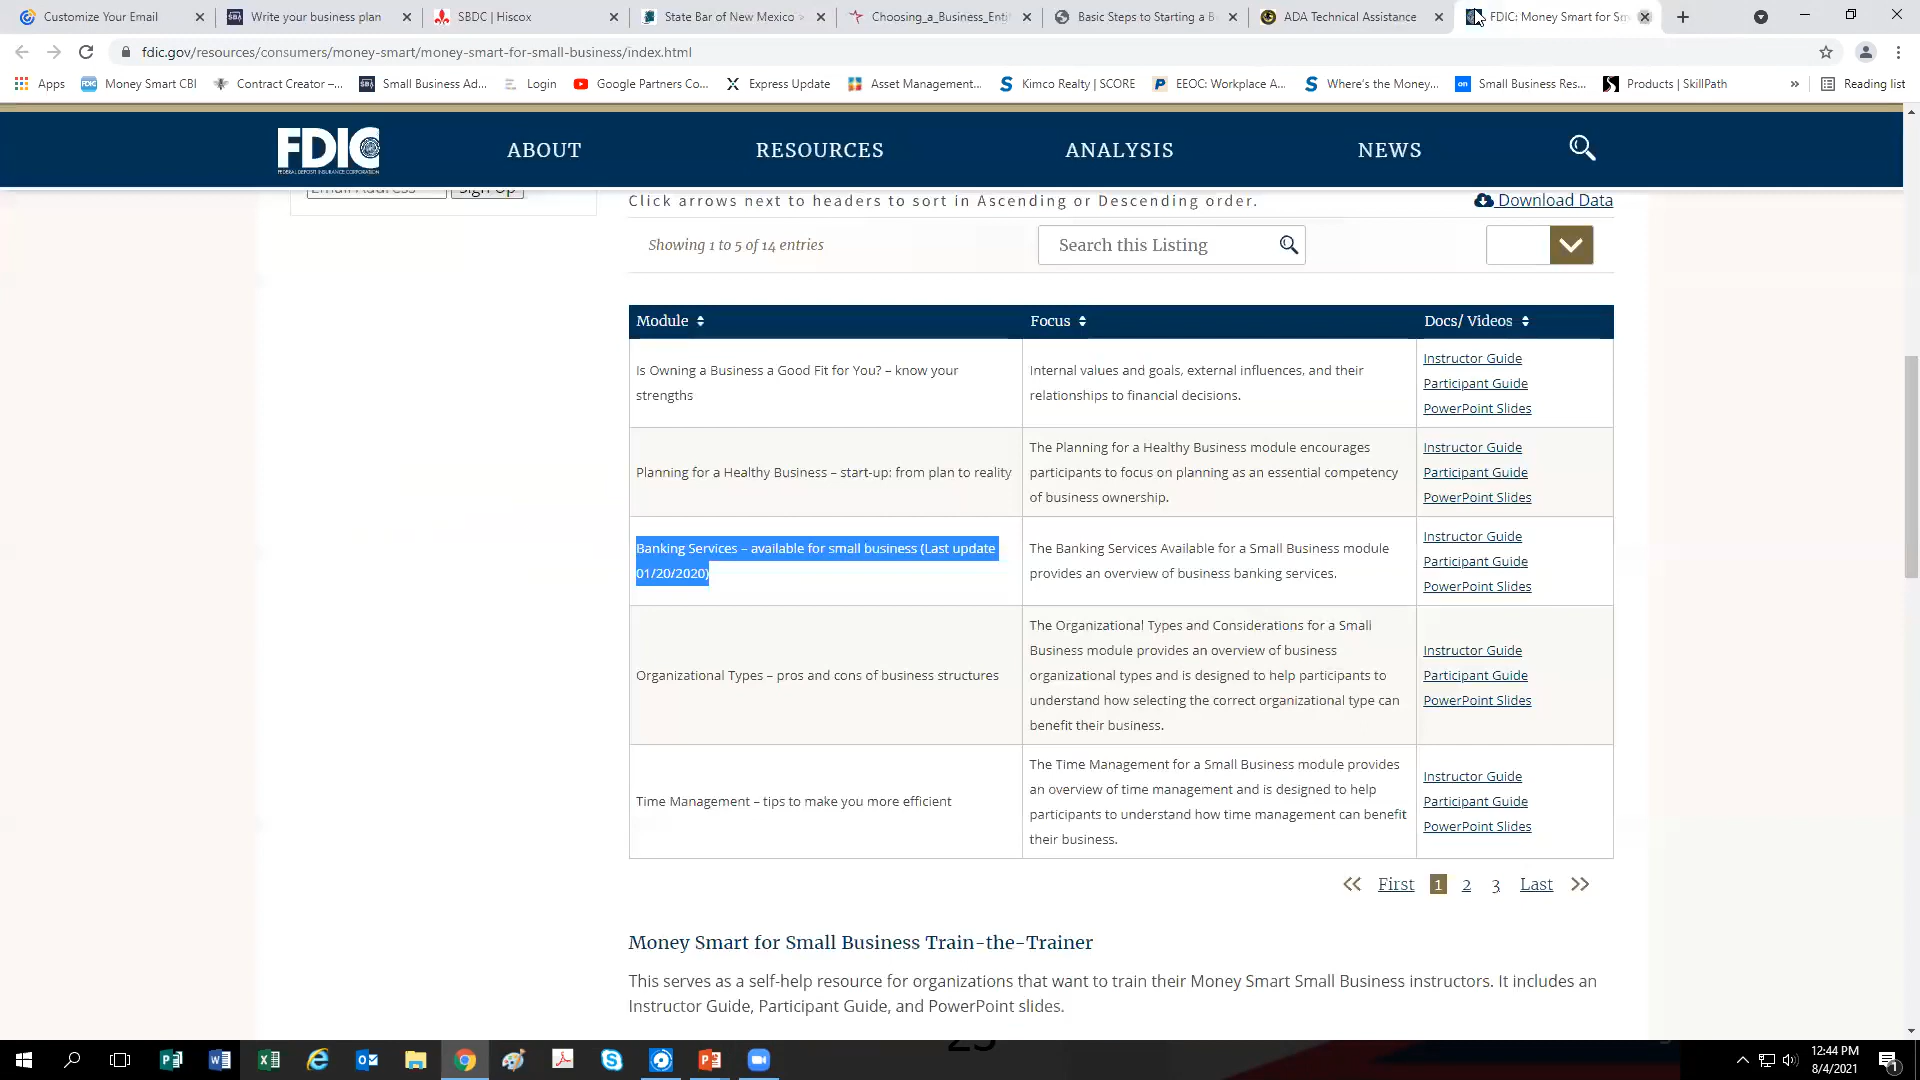 Customize Your Email
Write your business plan
SBDC | Hiscox
State Bar of New Mexico >
Choosing_a_Business_Enti
Basic Steps to Starting a B
ADA Technical Assistance
FDIC: Money Smart for Sm
fdic.gov/resources/consumers/money-smart/money-smart-for-small-business/index.html
Apps
Money Smart CBI
Contract Creator –...
Small Business Ad...
Login
Google Partners Co...
Express Update
Asset Management...
Kimco Realty | SCORE
EEOC: Workplace A...
Where's the Money...
Small Business Res...
Products | SkillPath
»
Reading list
FDIC
FEDERAL DEPOSIT INSURANCE CORPORATION
ABOUT
RESOURCES
ANALYSIS
NEWS
Email Address
Sign Up
Click arrows next to headers to sort in Ascending or Descending order.
Download Data
Showing 1 to 5 of 14 entries
Search this Listing
Module
Focus
Docs/ Videos
Is Owning a Business a Good Fit for You? – know your
strengths
Internal values and goals, external influences, and their
relationships to financial decisions.
Instructor Guide
Participant Guide
PowerPoint Slides
Planning for a Healthy Business – start-up: from plan to reality
The Planning for a Healthy Business module encourages
participants to focus on planning as an essential competency
of business ownership.
Instructor Guide
Participant Guide
PowerPoint Slides
Banking Services – available for small business (Last update
01/20/2020)
The Banking Services Available for a Small Business module
provides an overview of business banking services.
Instructor Guide
Participant Guide
PowerPoint Slides
Organizational Types – pros and cons of business structures
The Organizational Types and Considerations for a Small
Business module provides an overview of business
organizational types and is designed to help participants to
understand how selecting the correct organizational type can
benefit their business.
Instructor Guide
Participant Guide
PowerPoint Slides
Time Management – tips to make you more efficient
The Time Management for a Small Business module provides
an overview of time management and is designed to help
participants to understand how time management can benefit
their business.
Instructor Guide
Participant Guide
PowerPoint Slides
<< First 1 2 3 Last >>
Money Smart for Small Business Train-the-Trainer
This serves as a self-help resource for organizations that want to train their Money Smart Small Business instructors. It includes an
Instructor Guide, Participant Guide, and PowerPoint slides.
12:44 PM
8/4/2021
1